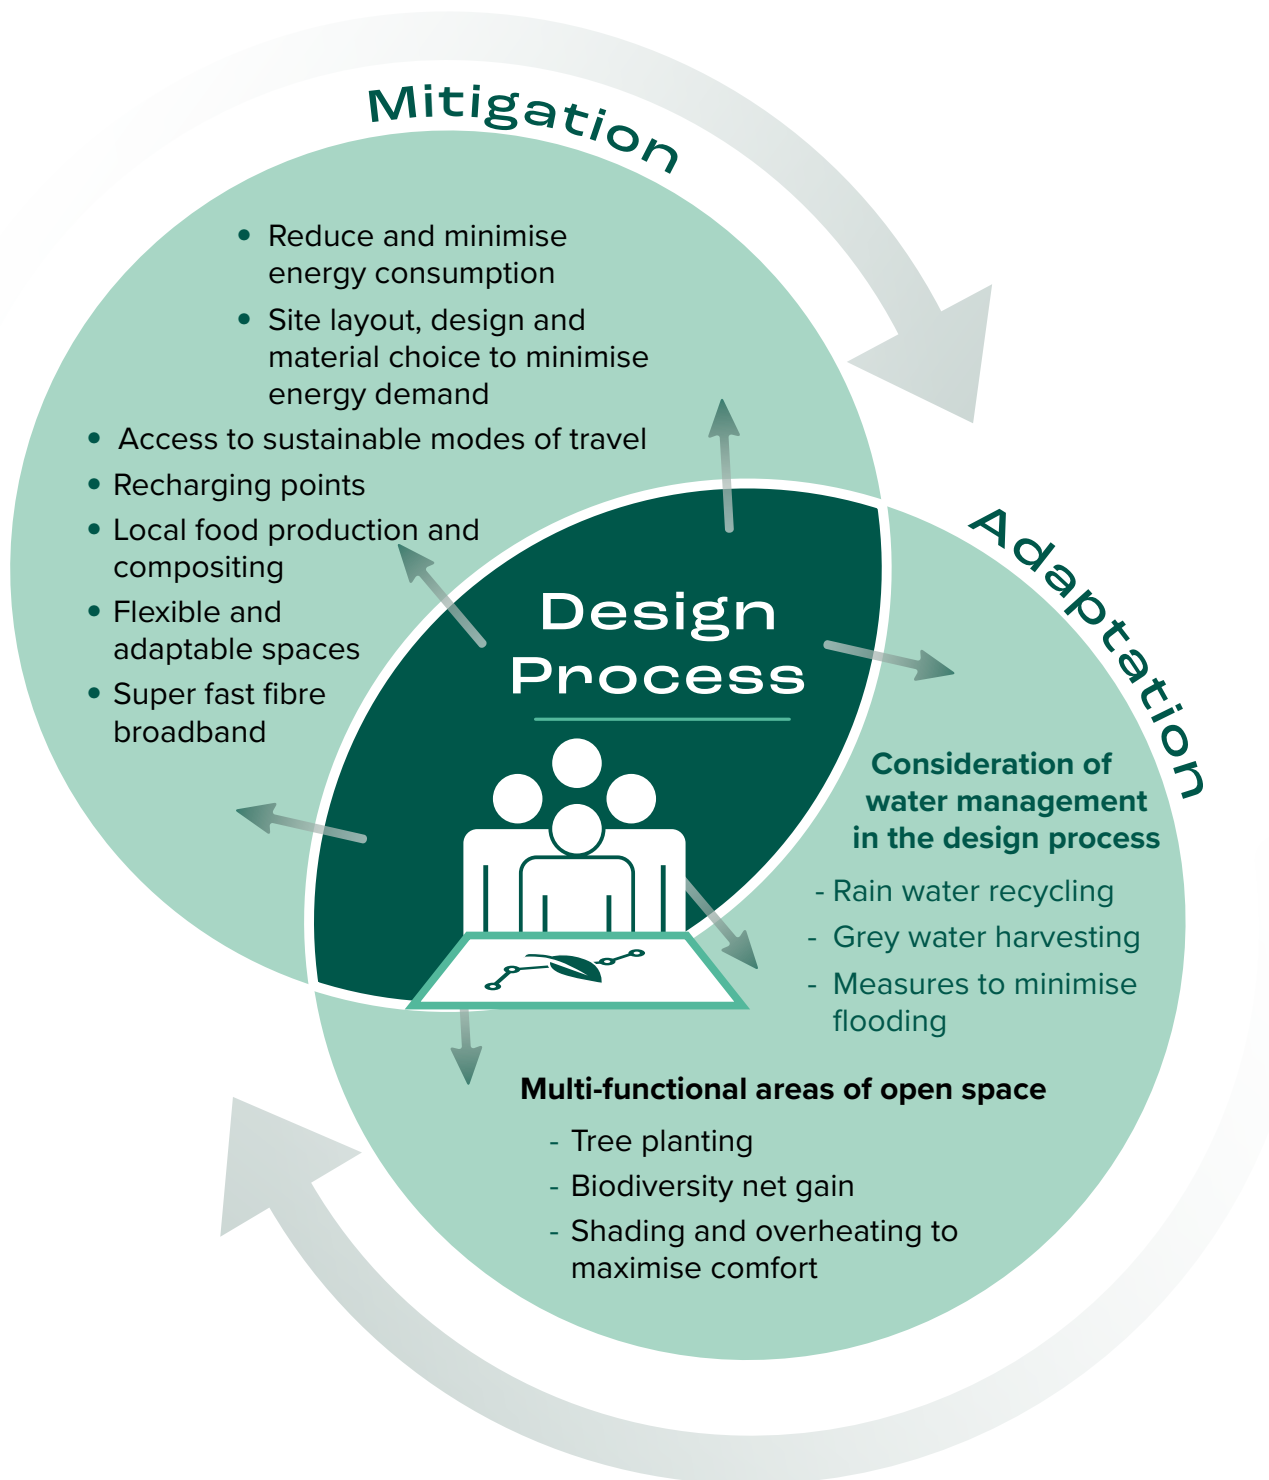 Mitigation
• Reduce and minimise
energy consumption
• Site layout, design and
material choice to minimise
energy demand
• Access to sustainable modes of travel
• Recharging points
• Local food production and
compositing
• Flexible and
adaptable spaces
• Super fast fibre
broadband
Design
Process
Adaptation
Consideration of
water management
in the design process
- Rain water recycling
- Grey water harvesting
- Measures to minimise
flooding
Multi-functional areas of open space
- Tree planting
- Biodiversity net gain
- Shading and overheating to
maximise comfort